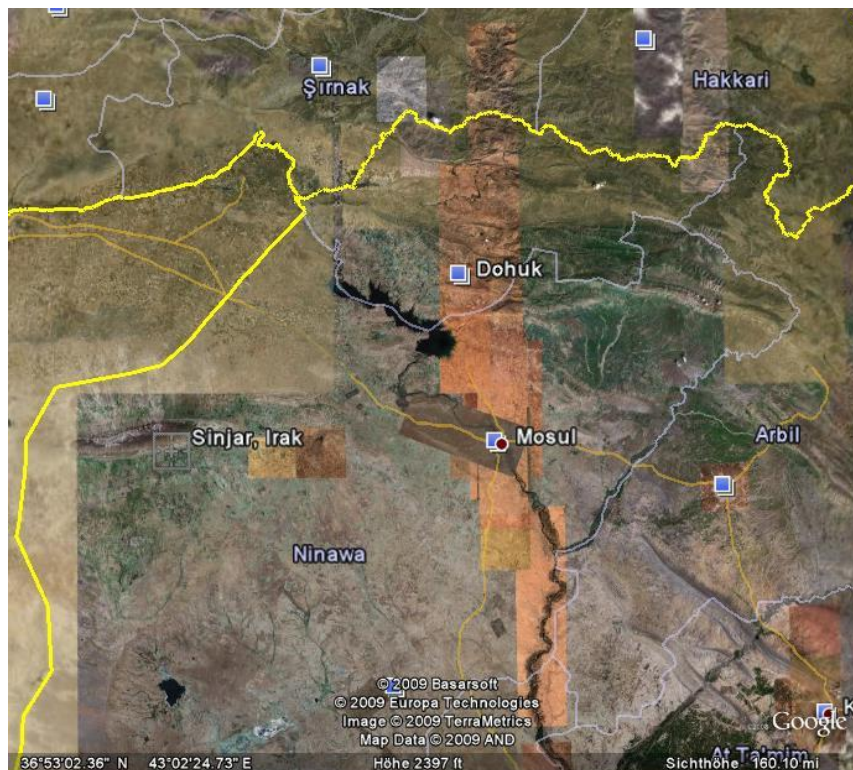 Şırnak
Hakkari
Dohuk
Sinjar, Irak
Mosul
Arbil
Ninawa
© 2009 Basarsoft
© 2009 Europa Technologies
Image © 2009 TerraMetrics
Map Data © 2009 AND
Google
K
At Ta'mim
36°53'02.36" N 43°02'24.73" E Höhe 2397 ft Sichthöhe 160.10 mi